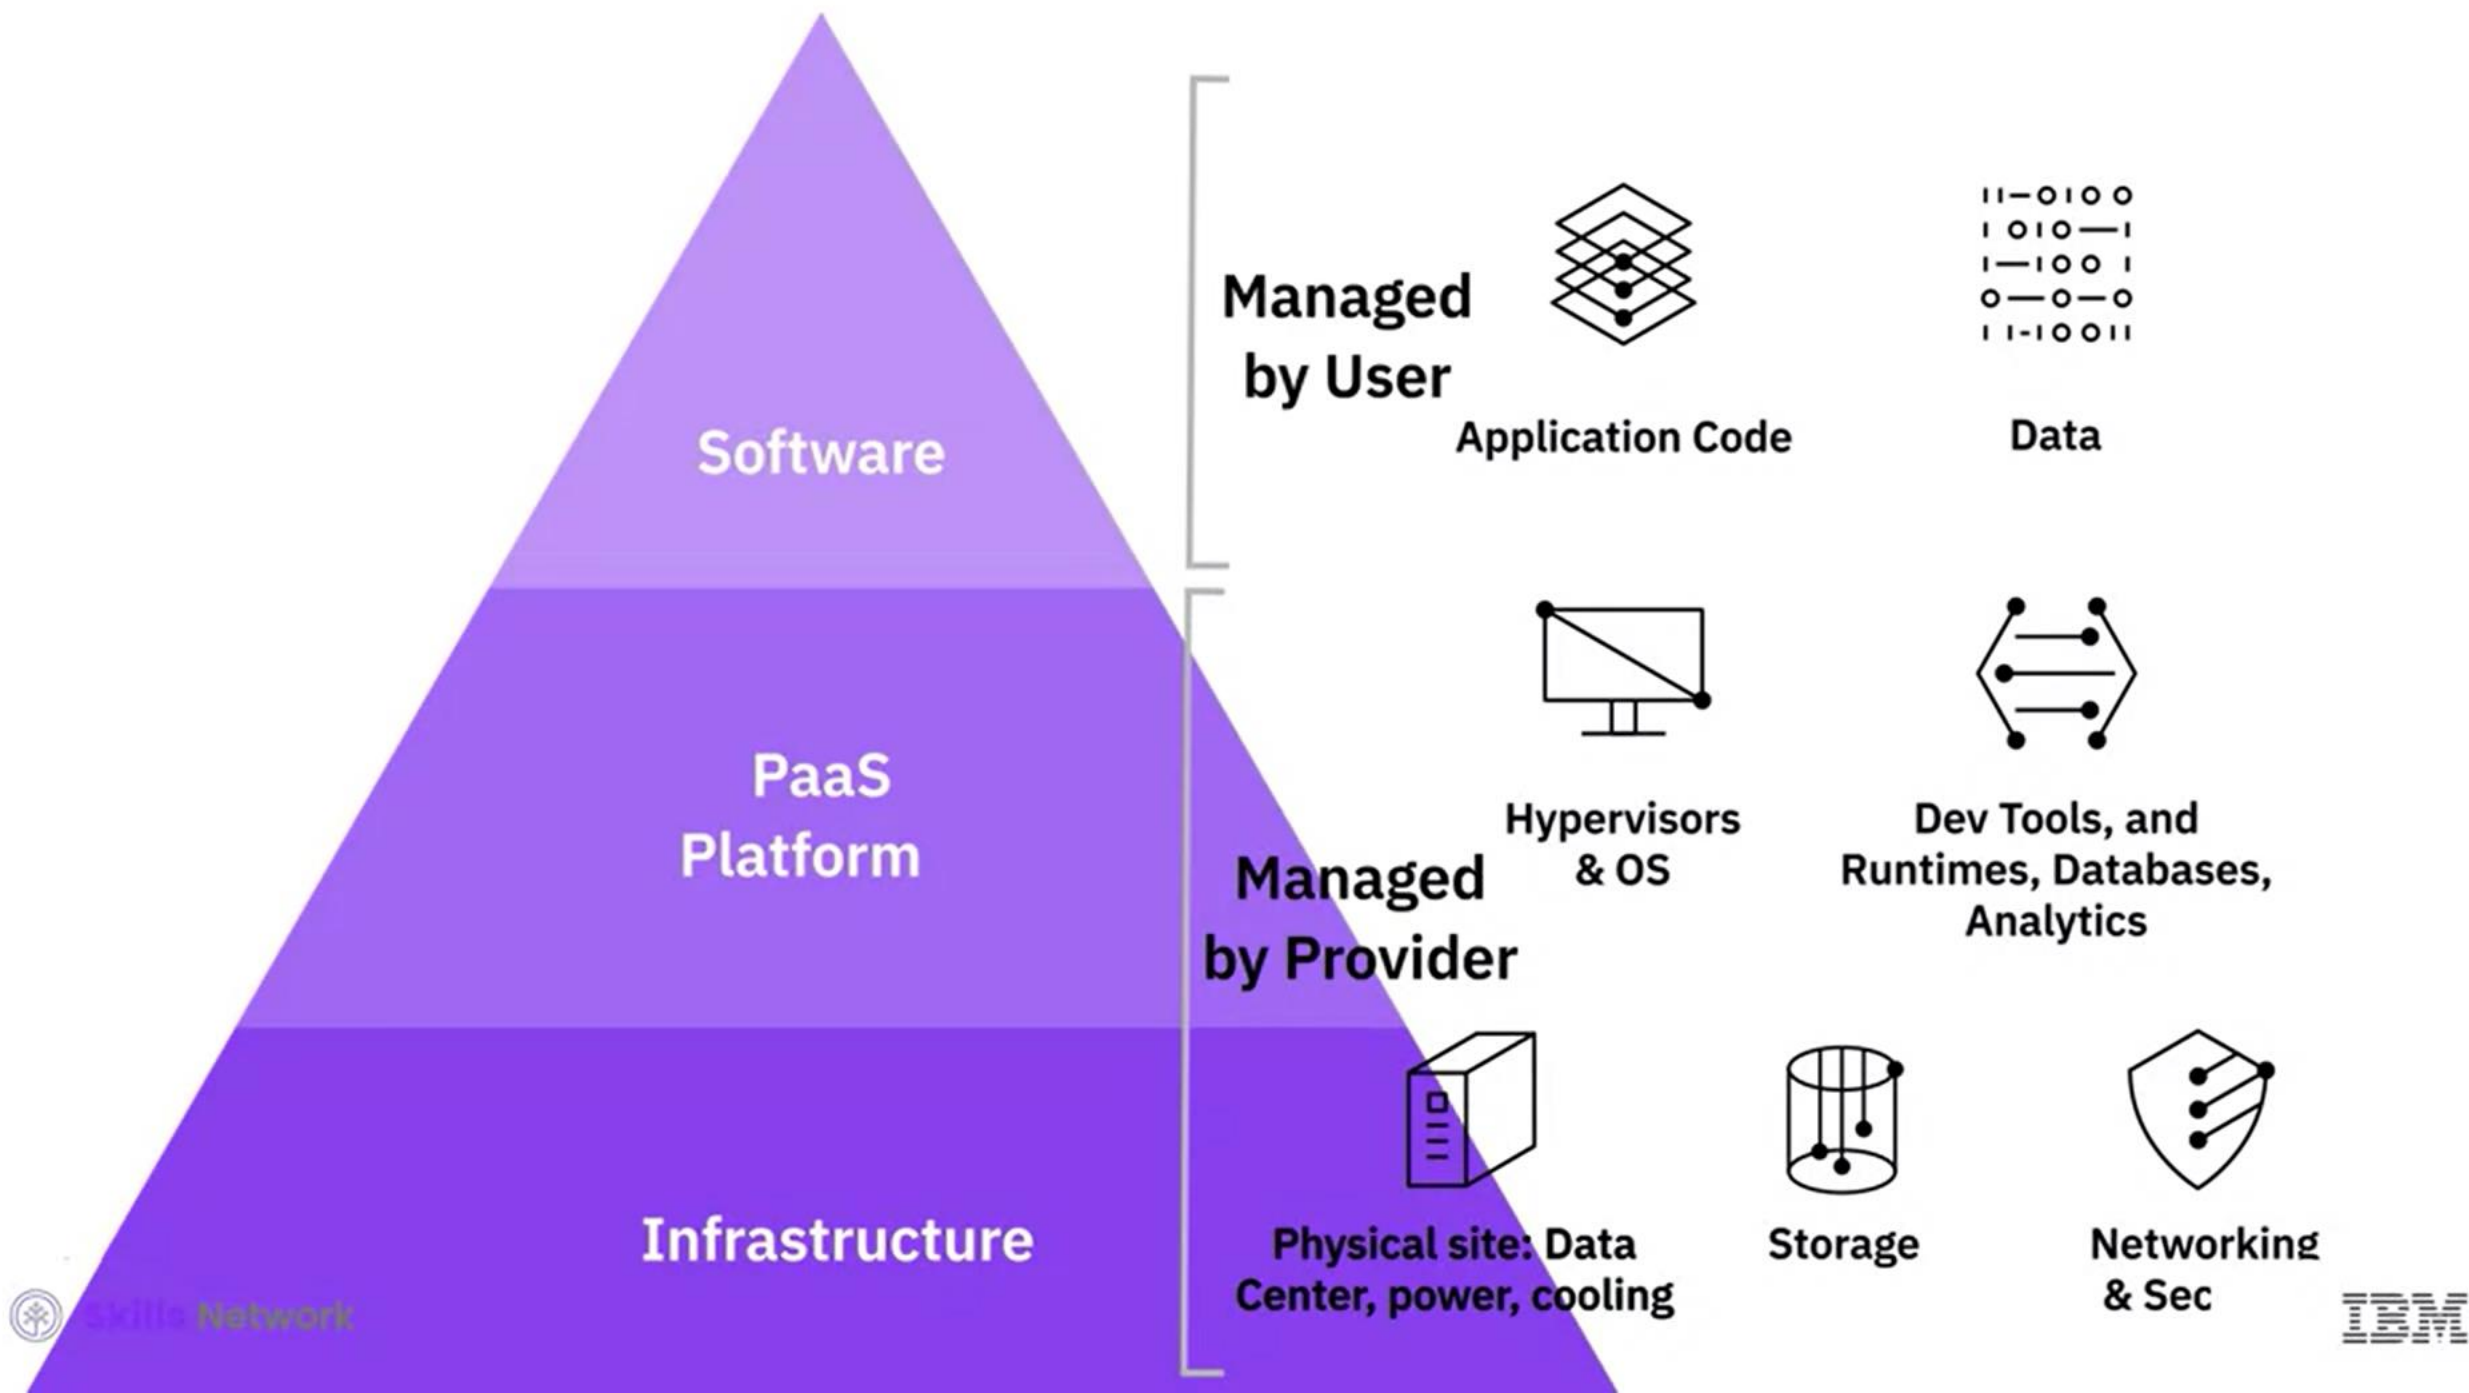 Software
PaaS
Platform
Infrastructure
Managed
by User
Application Code
Data
Managed
by Provider
Hypervisors
& OS
Dev Tools, and
Runtimes, Databases,
Analytics
Physical site: Data
Center, power, cooling
Storage
Networking
& Sec
Skills Network
IBM